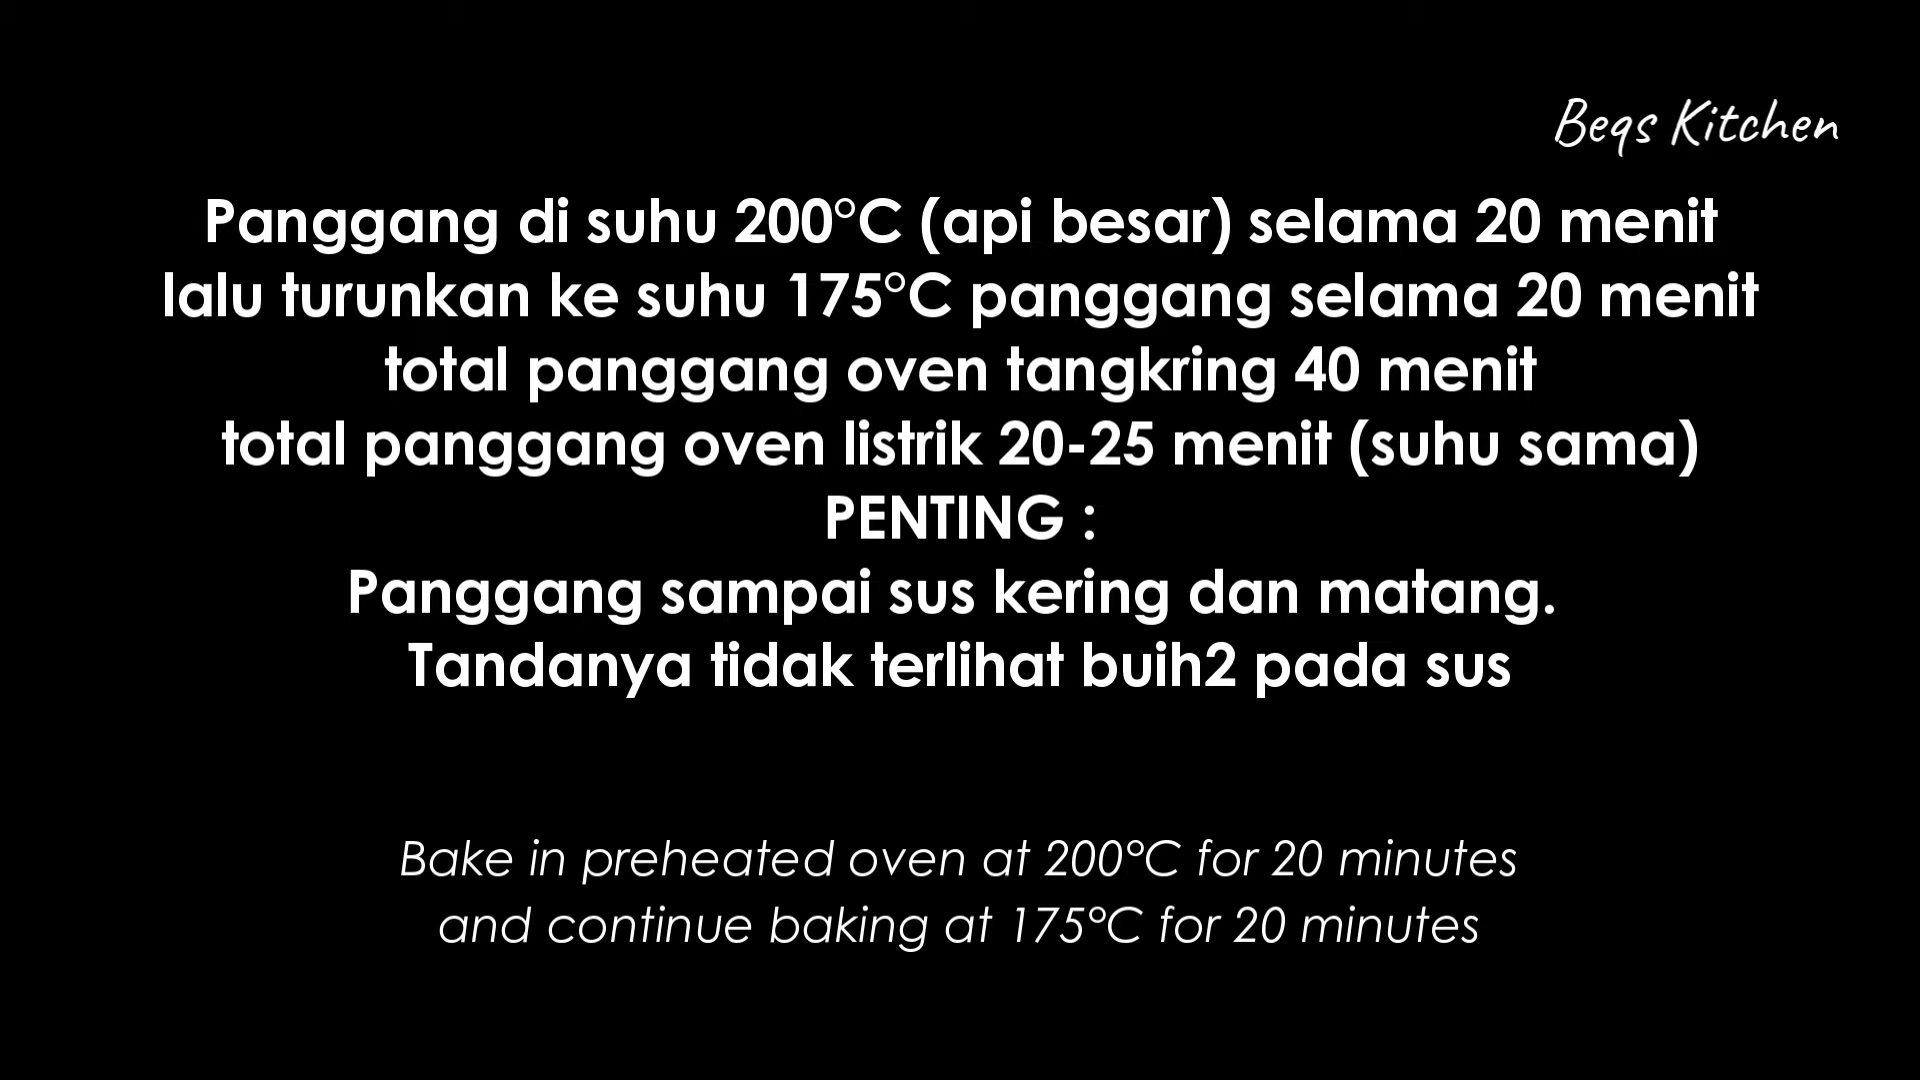 Beqs Kitchen
Panggang di suhu 200°C (api besar) selama 20 menit
lalu turunkan ke suhu 175°C panggang selama 20 menit
total panggang oven tangkring 40 menit
total panggang oven listrik 20-25 menit (suhu sama)
PENTING :
Panggang sampai sus kering dan matang.
Tandanya tidak terlihat buih2 pada sus
Bake in preheated oven at 200°C for 20 minutes
and continue baking at 175°C for 20 minutes